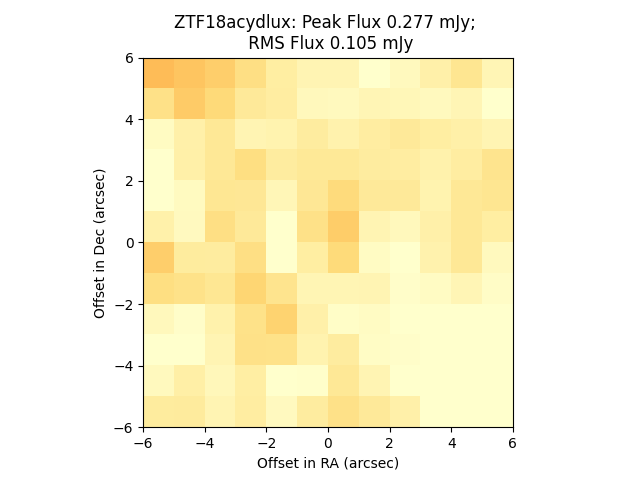 ZTF18acydlux: Peak Flux 0.277 mJy;
RMS Flux 0.105 mJy
6
4
2
0
−2
−4
−6
Offset in Dec (arcsec)
−6 −4 −2 0 2 4 6
Offset in RA (arcsec)